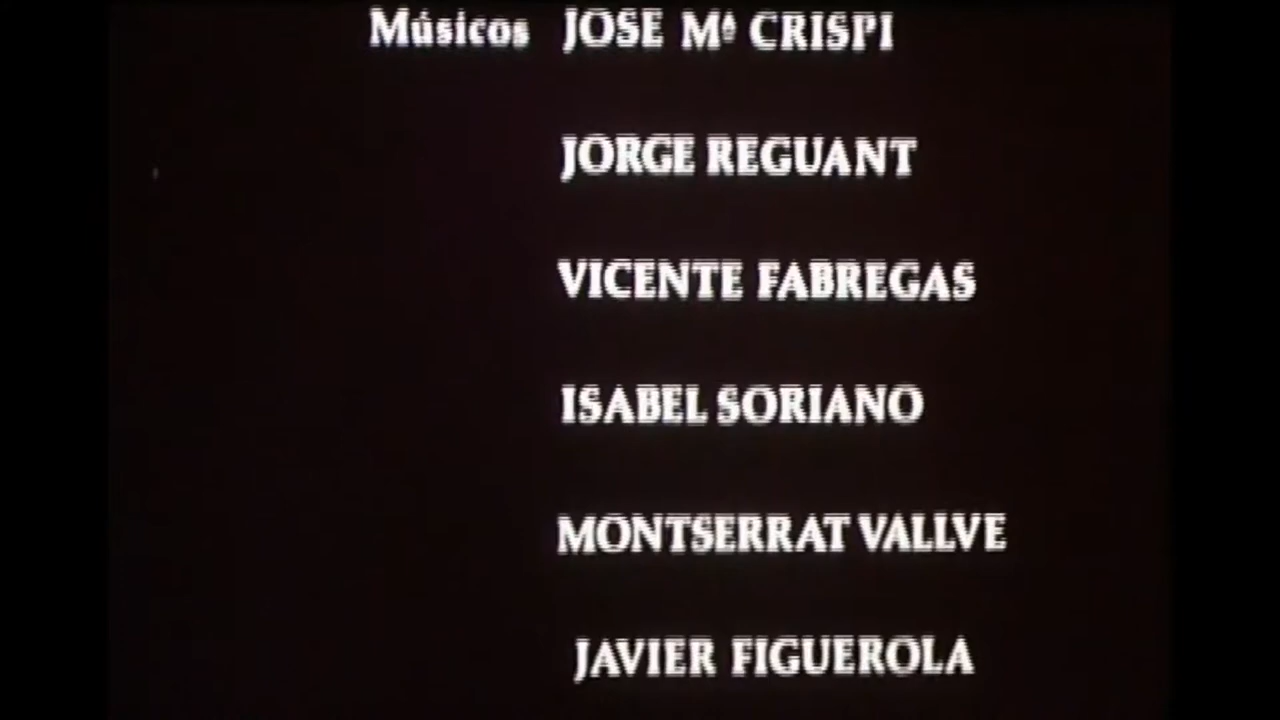 Músicos JOSE Mª CRISPI
JORGE REGUANT
VICENTE FABREGAS
ISABEL SORIANO
MONTSERRAT VALLVE
JAVIER FIGUEROLA